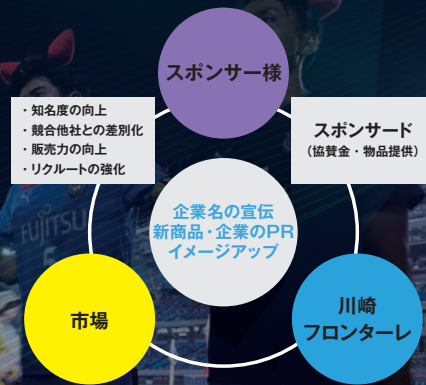 スポンサー様
・知名度の向上
・競合他社との差別化
・販売力の向上
・リクルートの強化
スポンサード
(協賛金・物品提供)
企業名の宣伝
新商品・企業のPR
イメージアップ
FUJITSU
5
市場
川崎
フロンターレ